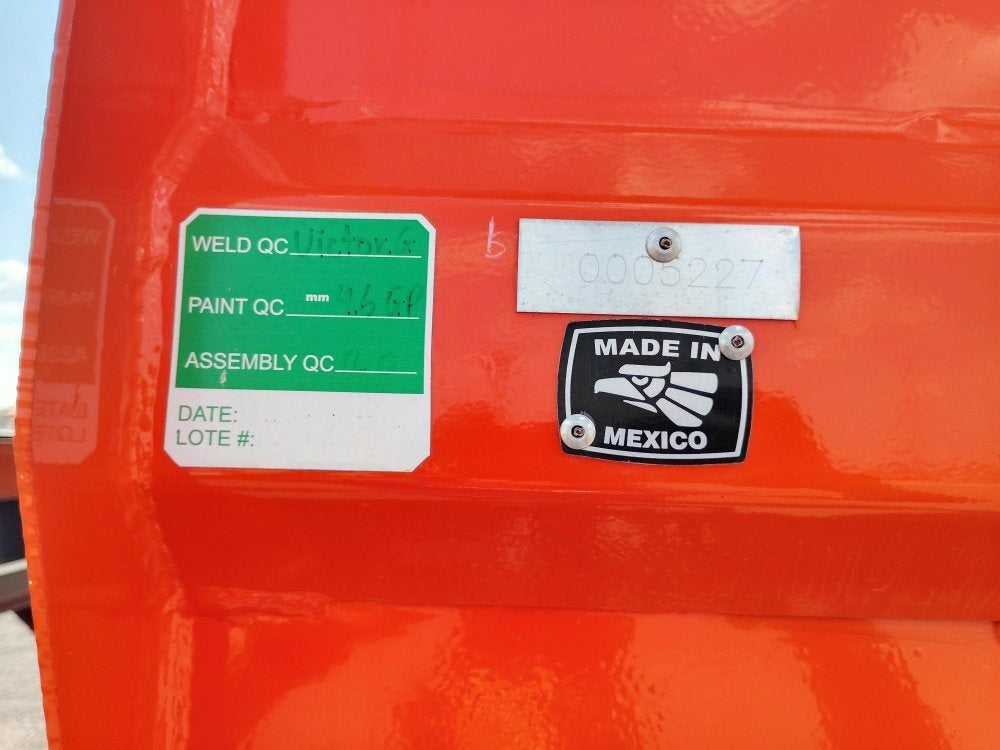 WELD QC Victor. G
PAINT QC mm
ASSEMBLY QC
DATE:
LOTE #:
b
0005227
MADE IN
MEXICO